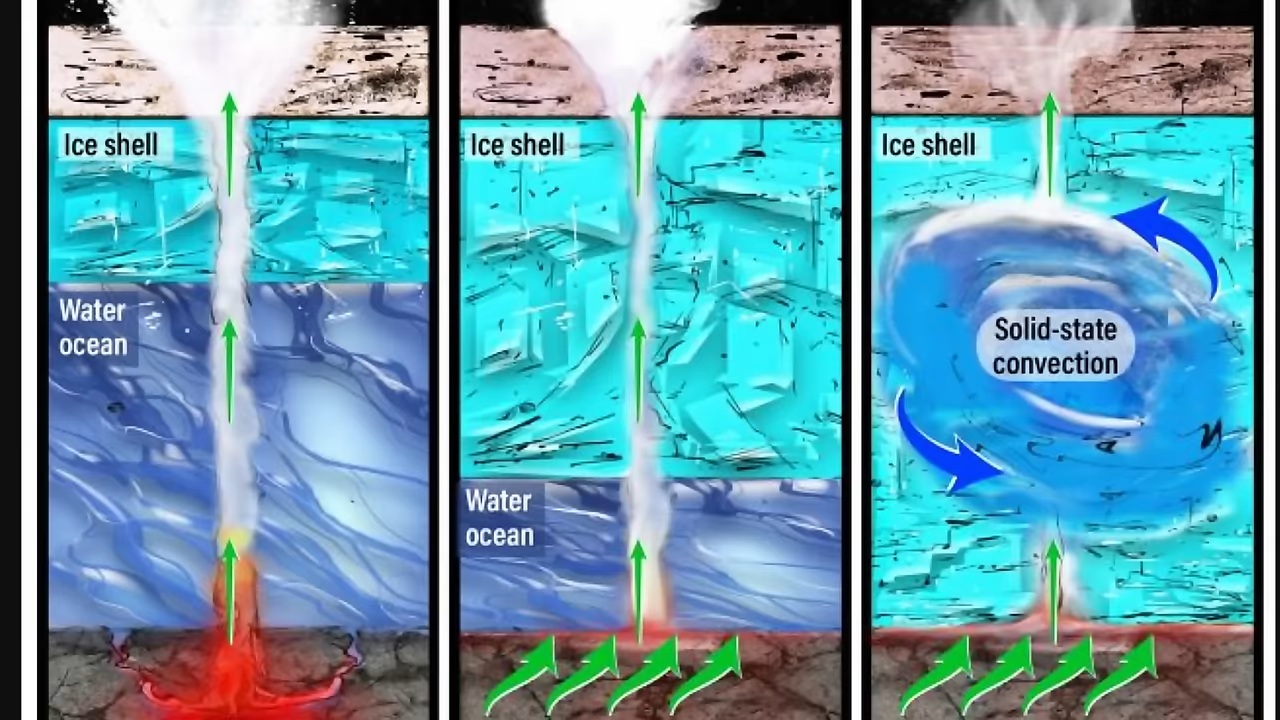 Ice shell
Water
ocean
Ice shell
Water
ocean
Ice shell
Solid-state
convection